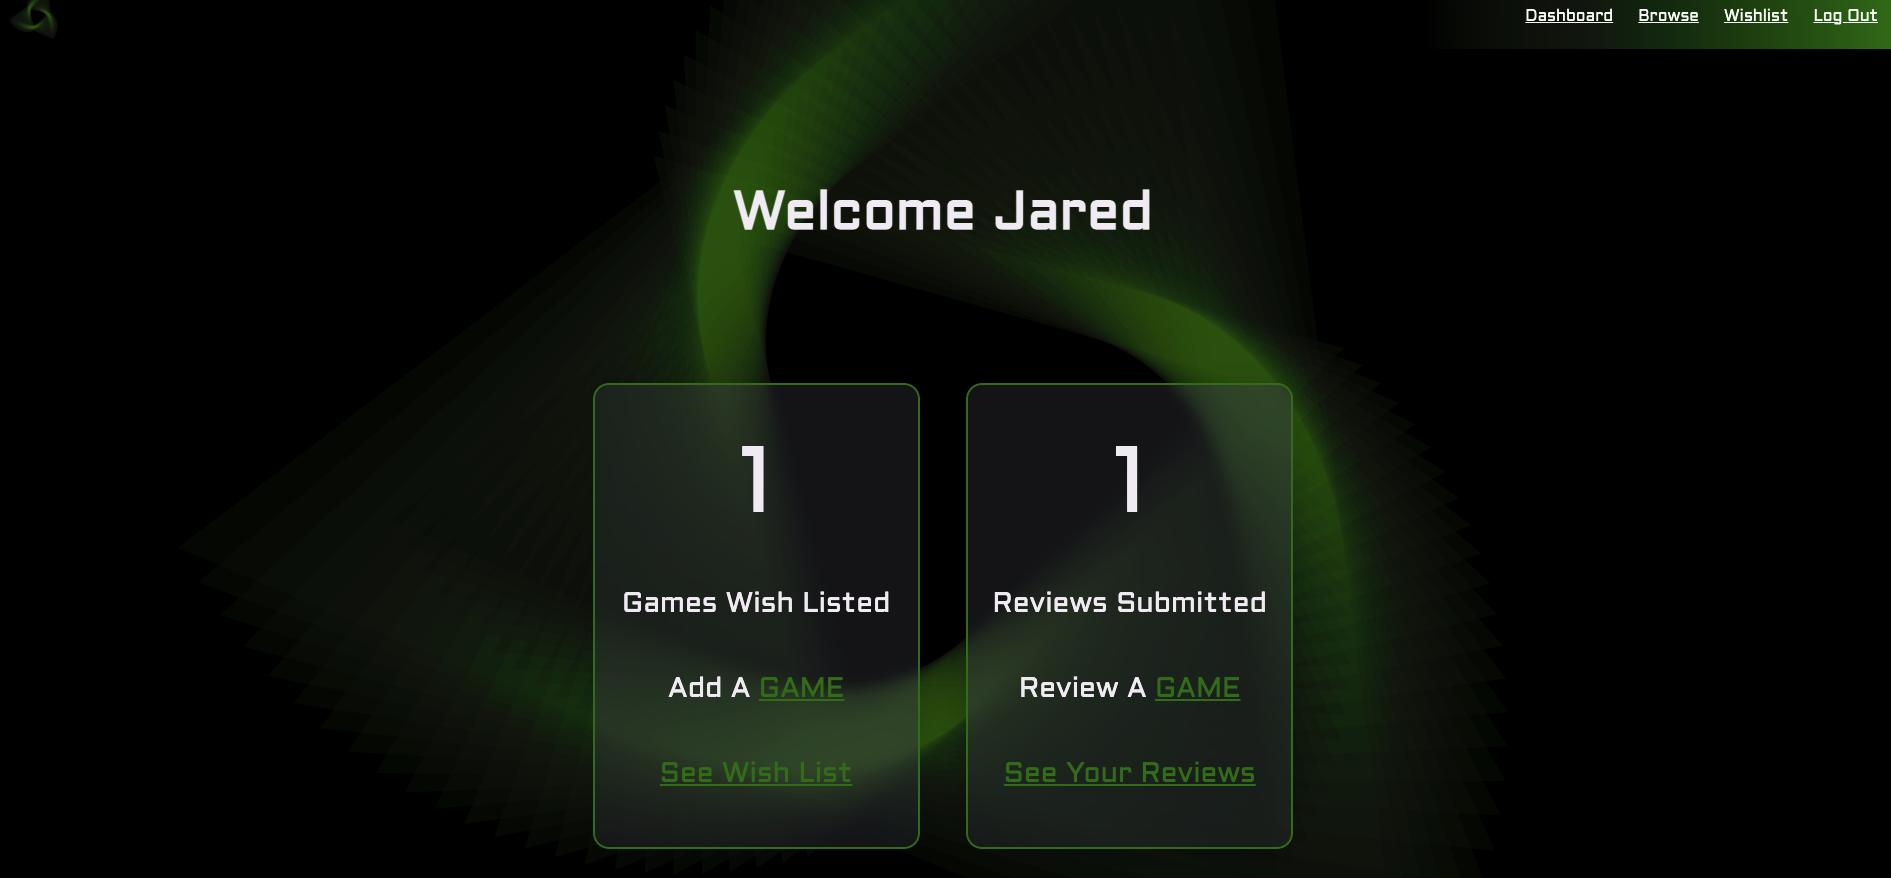 Dashboard Browse Wishlist Log Out
Welcome Jared
1
Games Wish Listed
Add A GAME
See Wish List
1
Reviews Submitted
Review A GAME
See Your Reviews